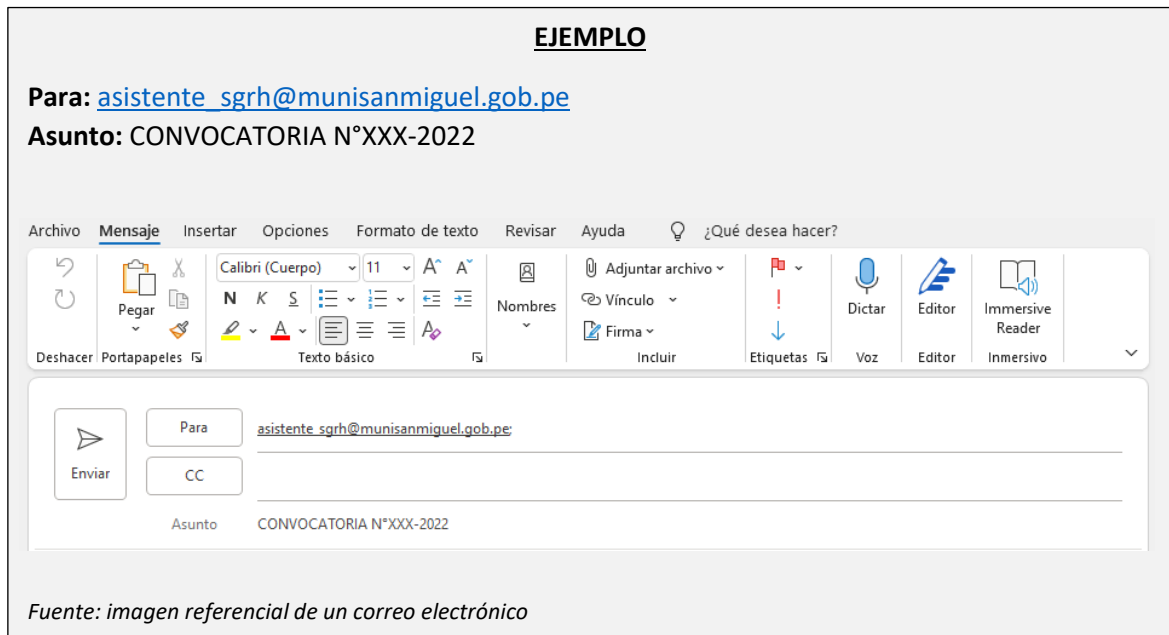 EJEMPLO
Para: asistente_sgrh@munisanmiguel.gob.pe
Asunto: CONVOCATORIA N°XXX-2022
Archivo Mensaje Insertar Opciones Formato de texto Revisar Ayuda ¿Qué desea hacer?
Calibri (Cuerpo) 11 A^ Aˇ Adjuntar archivo
Pegar N K S Nombres Vínculo Dictar Editor Immersive Reader
A A Firma
Deshacer Portapapeles Texto básico Incluir Etiquetas Voz Editor Inmersivo
Para asistente_sgrh@munisanmiguel.gob.pe;
Enviar CC
Asunto CONVOCATORIA N°XXX-2022
Fuente: imagen referencial de un correo electrónico